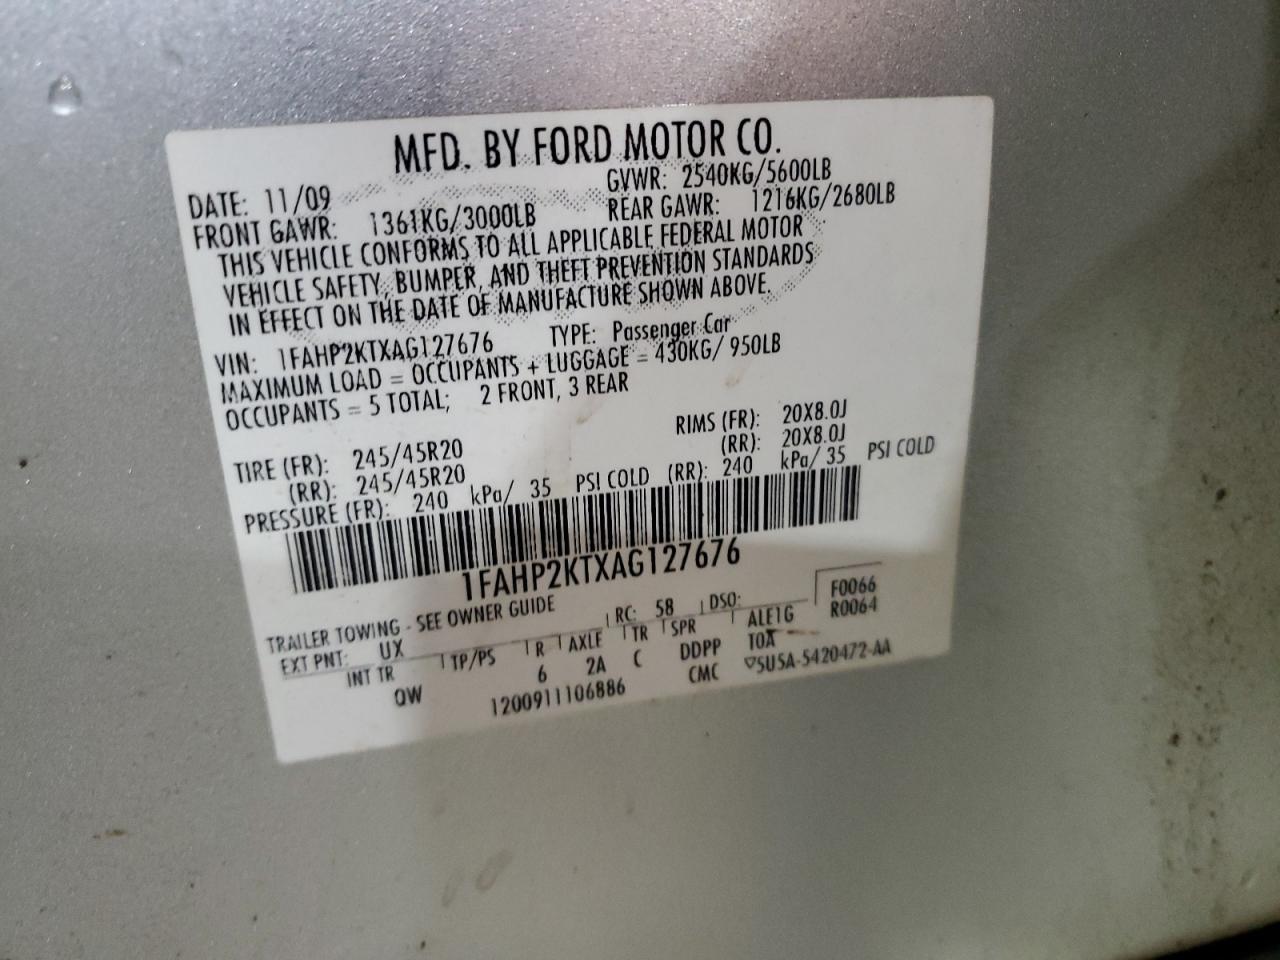 MFD. BY FORD MOTOR CO.
DATE: 11/09 GVWR: 2540KG/5600LB
FRONT GAWR: 1361KG/3000LB REAR GAWR: 1216KG/2680LB
THIS VEHICLE CONFORMS TO ALL APPLICABLE FEDERAL MOTOR
VEHICLE SAFETY, BUMPER, AND THEFT PREVENTION STANDARDS
IN EFFECT ON THE DATE OF MANUFACTURE SHOWN ABOVE.
VIN: 1FAHP2KTXAG127676 TYPE: Passenger Car
MAXIMUM LOAD = OCCUPANTS + LUGGAGE = 430KG/ 950LB
OCCUPANTS = 5 TOTAL; 2 FRONT, 3 REAR
TIRE (FR): 245/45R20 RIMS (FR): 20X8.0J
(RR): 245/45R20 (RR): 20X8.0J
PRESSURE (FR): 240 kPa/ 35 PSI COLD (RR): 240 kPa/ 35 PSI COLD
1FAHP2KTXAG127676
TRAILER TOWING - SEE OWNER GUIDE
EXT PNT: UX RC: 58 DSO: F0066
R0064
INT TR TP/PS R AXLE TR SPR ALE1G
QW 6 2A C DDPP TOA
1200911106886 CMC ▽5U5A-5420472-AA